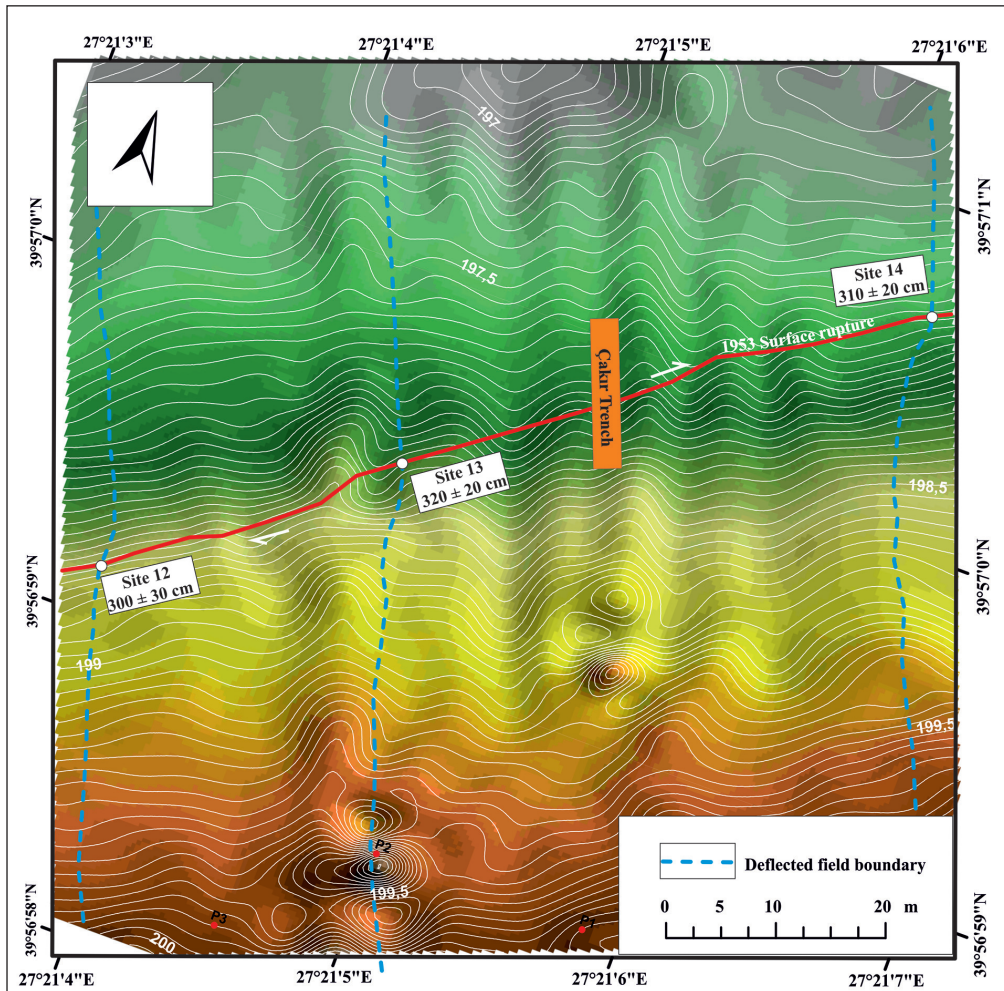 27°21'3"E
27°21'4"E
27°21'5"E
27°21'6"E
197
39°57'0"N
39°57'1"N
197,5
Site 14
310 ± 20 cm
1953 Surface rupture
Çakır Trench
Site 13
320 ± 20 cm
198,5
Site 12
300 ± 30 cm
39°56'59"N
39°57'0"N
199
199,5
P2
199,5
P3
P1
200
Deflected field boundary
0 5 10 20 m
39°56'58"N
39°56'59"N
27°21'4"E
27°21'5"E
27°21'6"E
27°21'7"E